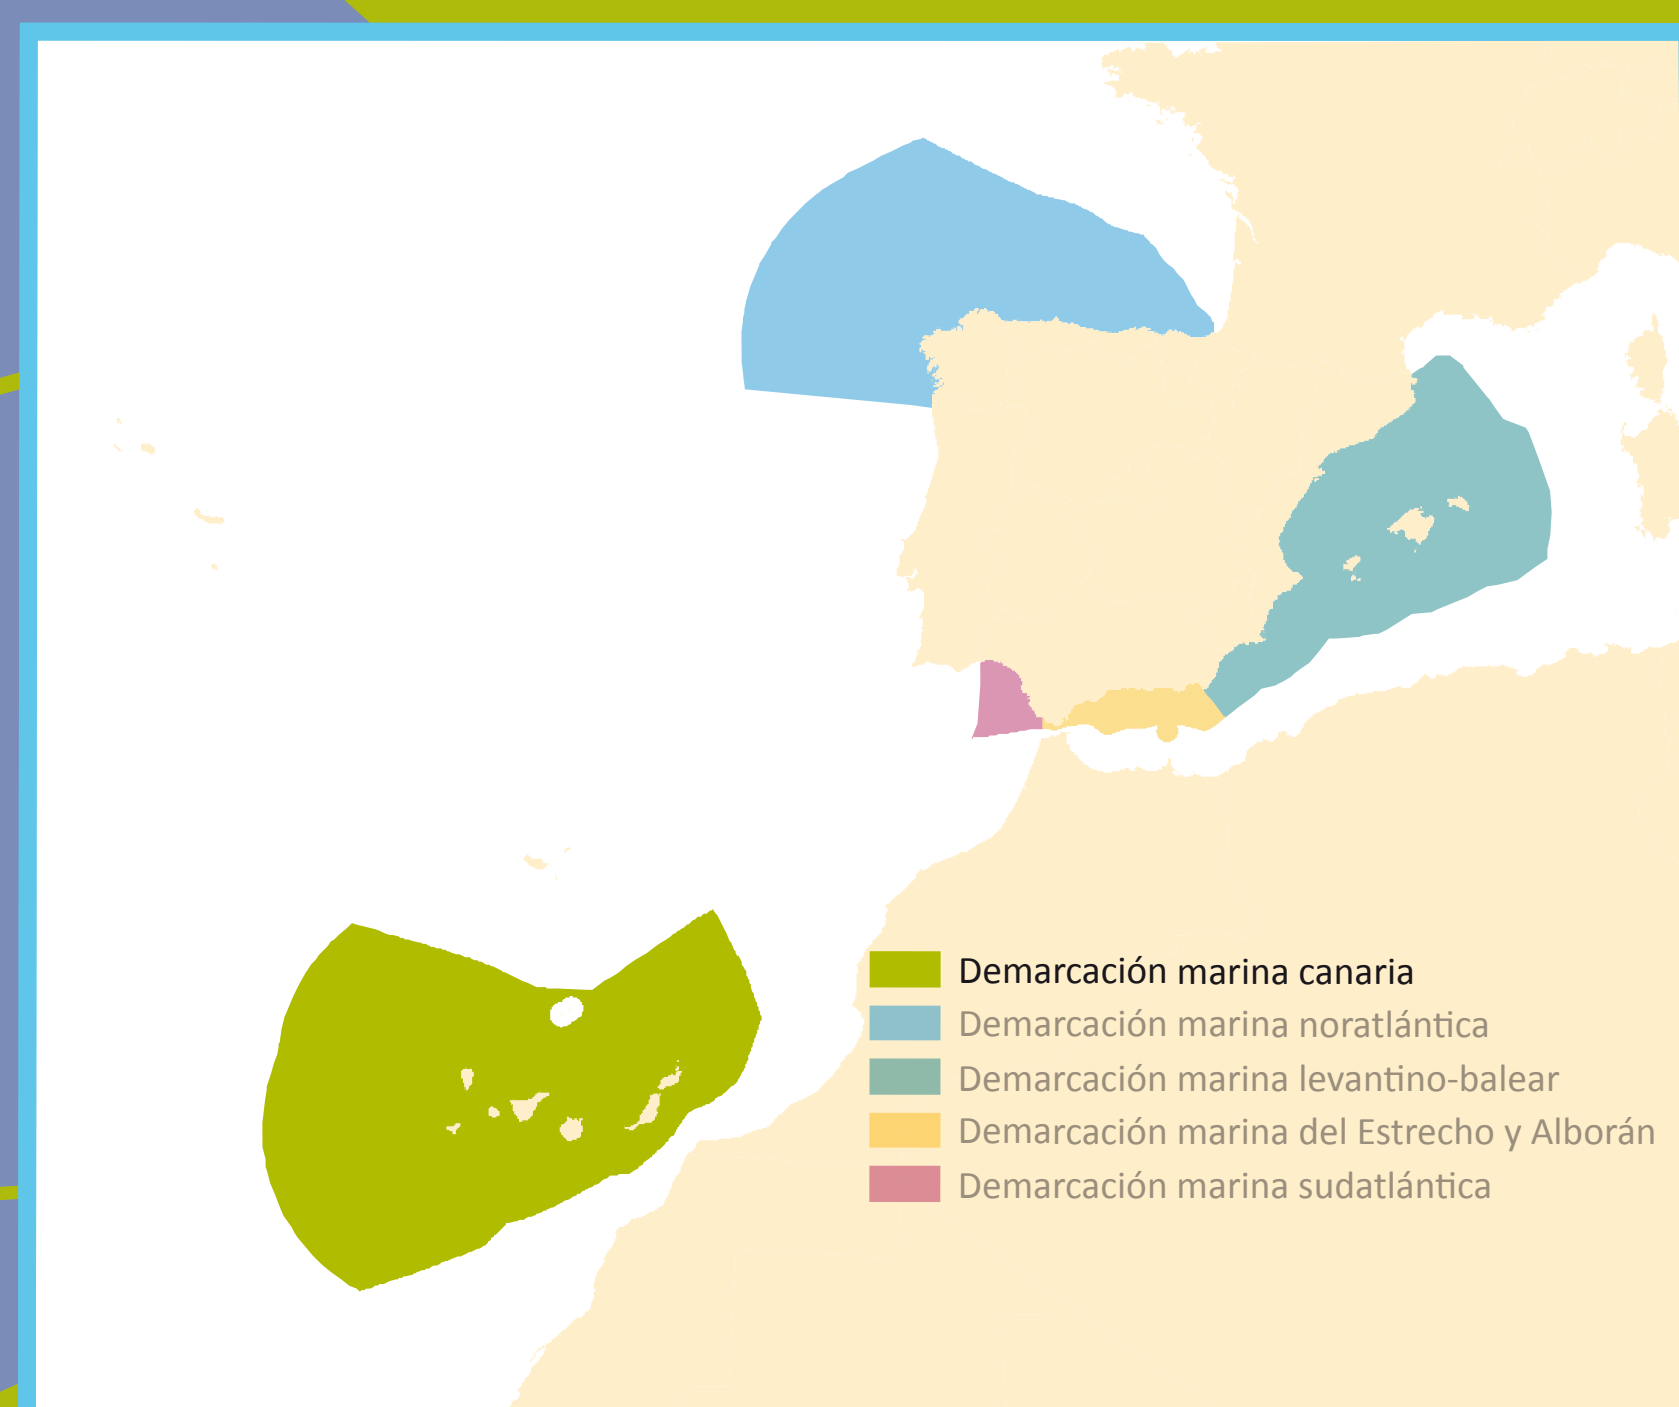 Demarcación marina canaria
Demarcación marina noratlántica
Demarcación marina levantino-balear
Demarcación marina del Estrecho y Alborán
Demarcación marina sudatlántica